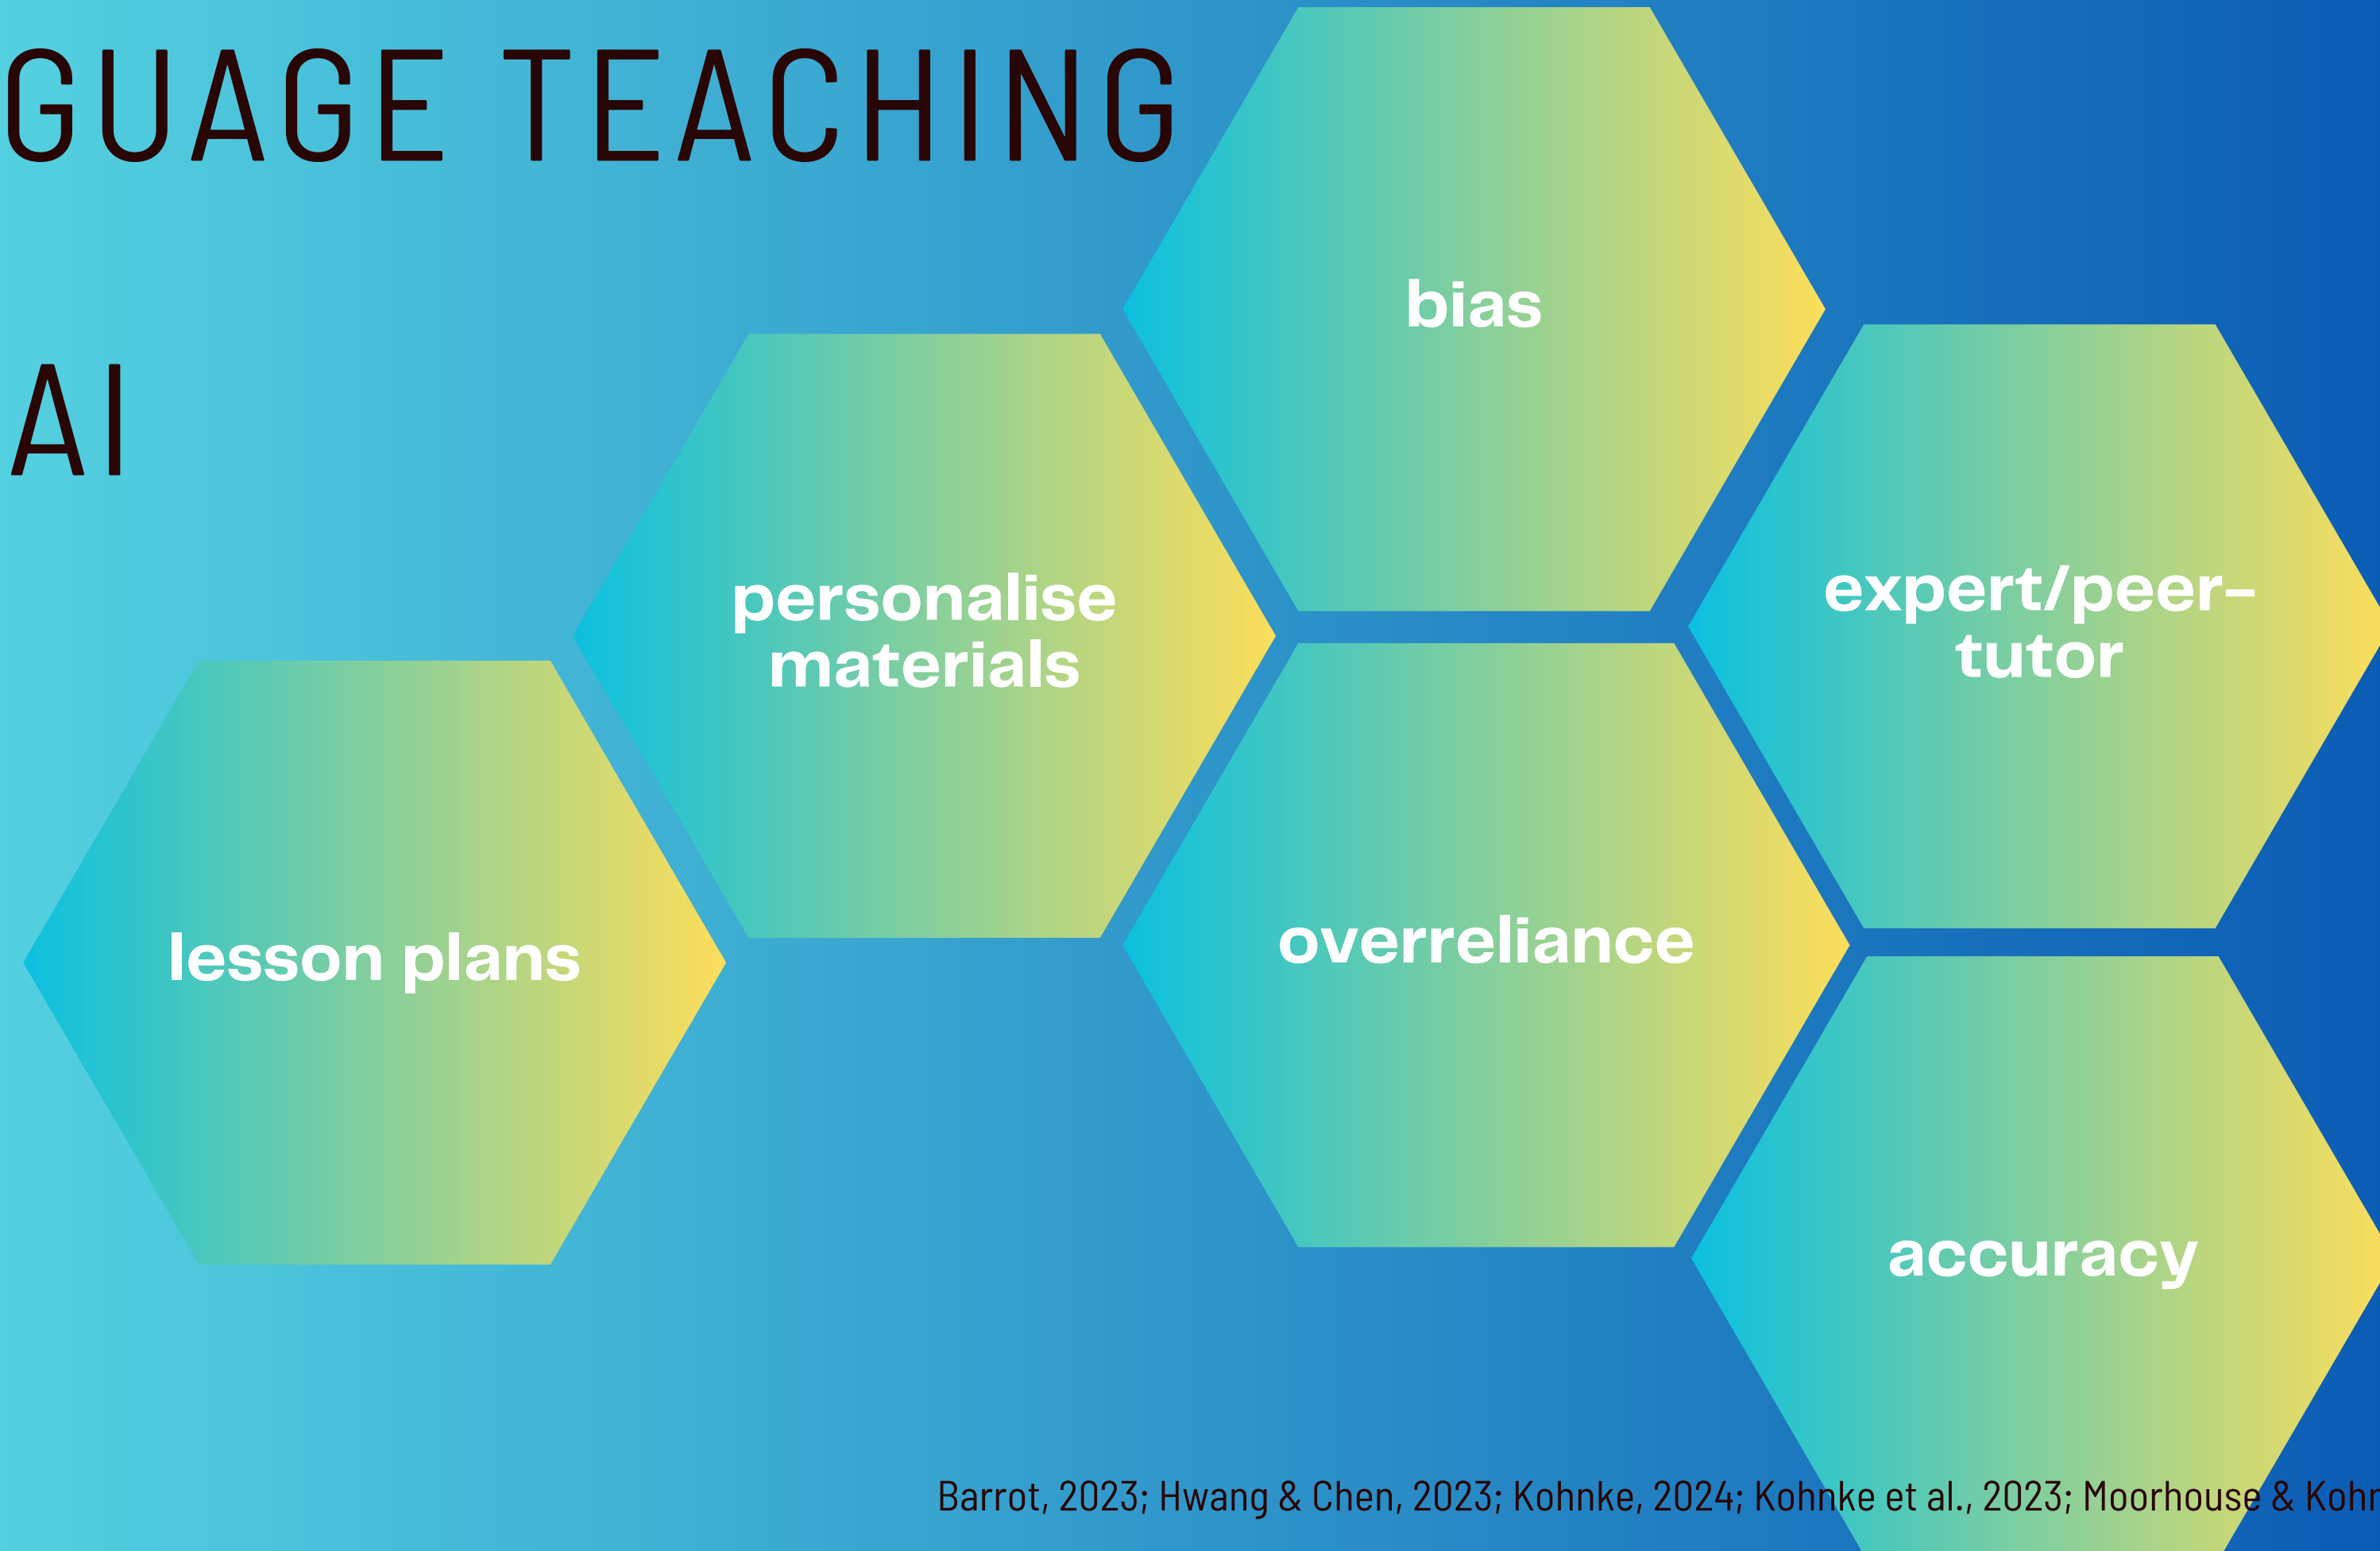 GUAGE TEACHING
AI
bias
personalise
materials
expert/peer–
tutor
lesson plans
overreliance
accuracy
Barrot, 2023; Hwang & Chen, 2023; Kohnke, 2024; Kohnke et al., 2023; Moorhouse & Kohn